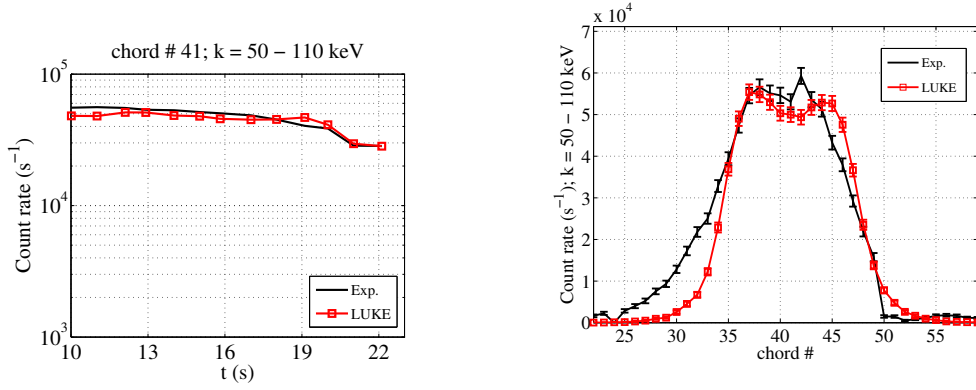 chord # 41; k = 50 − 110 keV
10^5
10^4
10^3
Count rate (s^−1)
10 13 16 19 22
t (s)
Exp.
LUKE
x 10^4
7
6
5
4
3
2
1
0
Count rate (s^−1); k = 50 − 110 keV
25 30 35 40 45 50 55
chord #
Exp.
LUKE